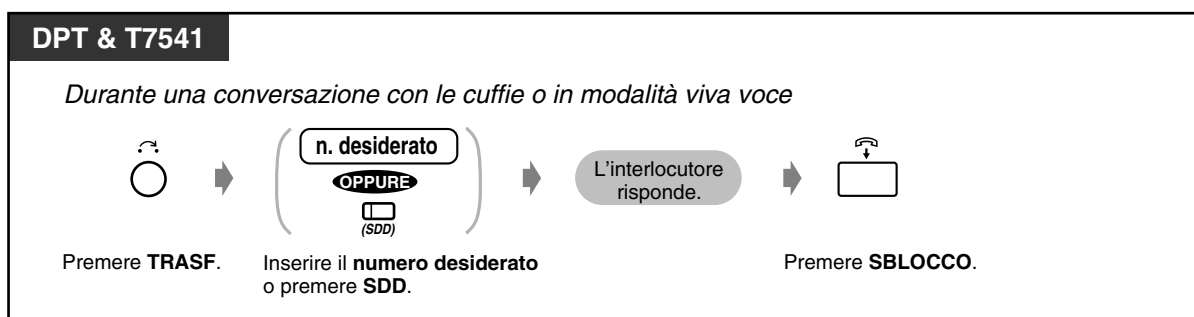 DPT & T7541
Durante una conversazione con le cuffie o in modalità viva voce
n. desiderato
OPPURE
(SDD)
L'interlocutore
risponde.
Premere TRASF.
Inserire il numero desiderato
o premere SDD.
Premere SBLOCCO.